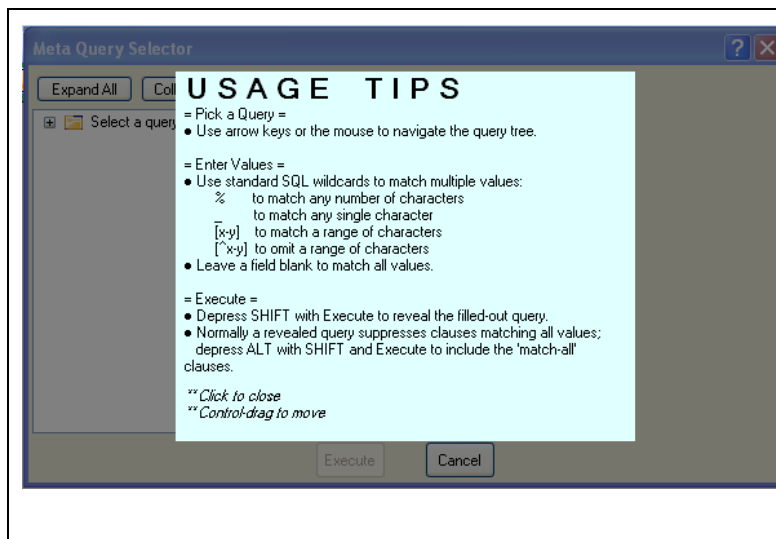 Meta Query Selector
Expand All Coll
Select a query
USAGE TIPS
= Pick a Query =
● Use arrow keys or the mouse to navigate the query tree.
= Enter Values =
● Use standard SQL wildcards to match multiple values:
% to match any number of characters
_ to match any single character
[x-y] to match a range of characters
[^x-y] to omit a range of characters
● Leave a field blank to match all values.
= Execute =
● Depress SHIFT with Execute to reveal the filled-out query.
● Normally a revealed query suppresses clauses matching all values;
depress ALT with SHIFT and Execute to include the 'match-all'
clauses.
**Click to close
**Control-drag to move
Execute Cancel